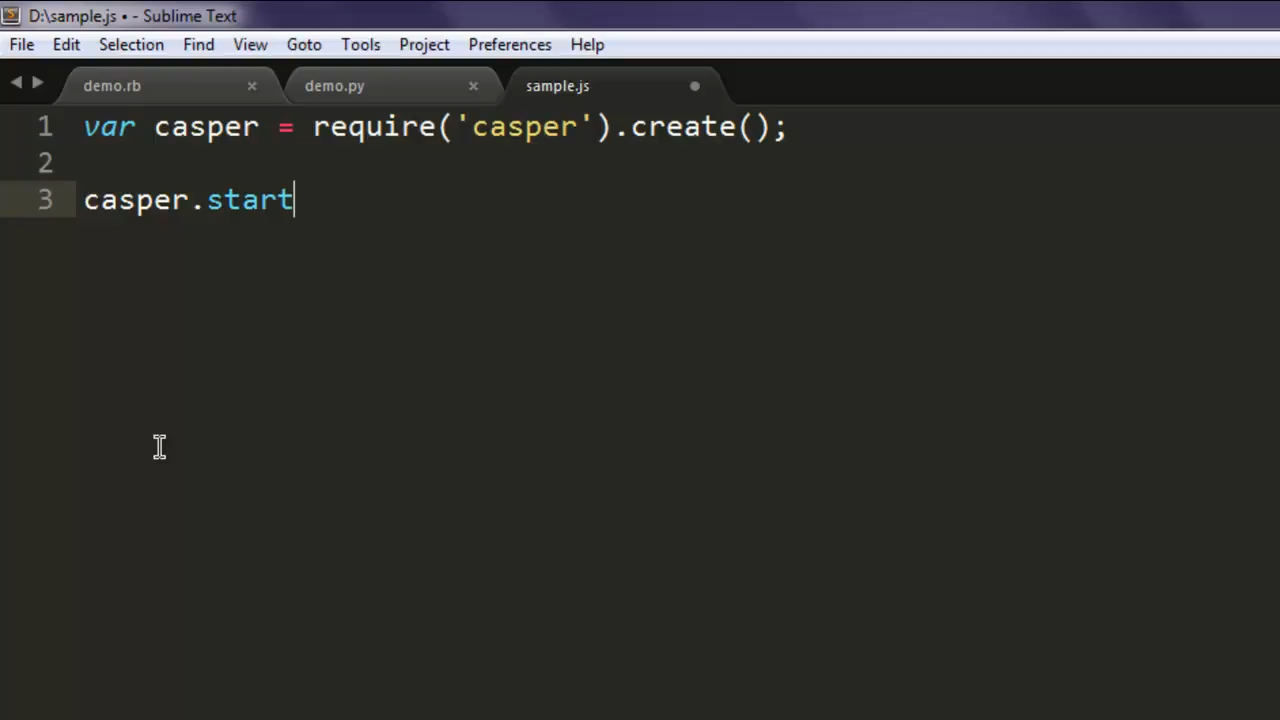 D:\sample.js • - Sublime Text
File Edit Selection Find View Goto Tools Project Preferences Help
demo.rb demo.py sample.js
1 var casper = require('casper').create();
2
3 casper.start